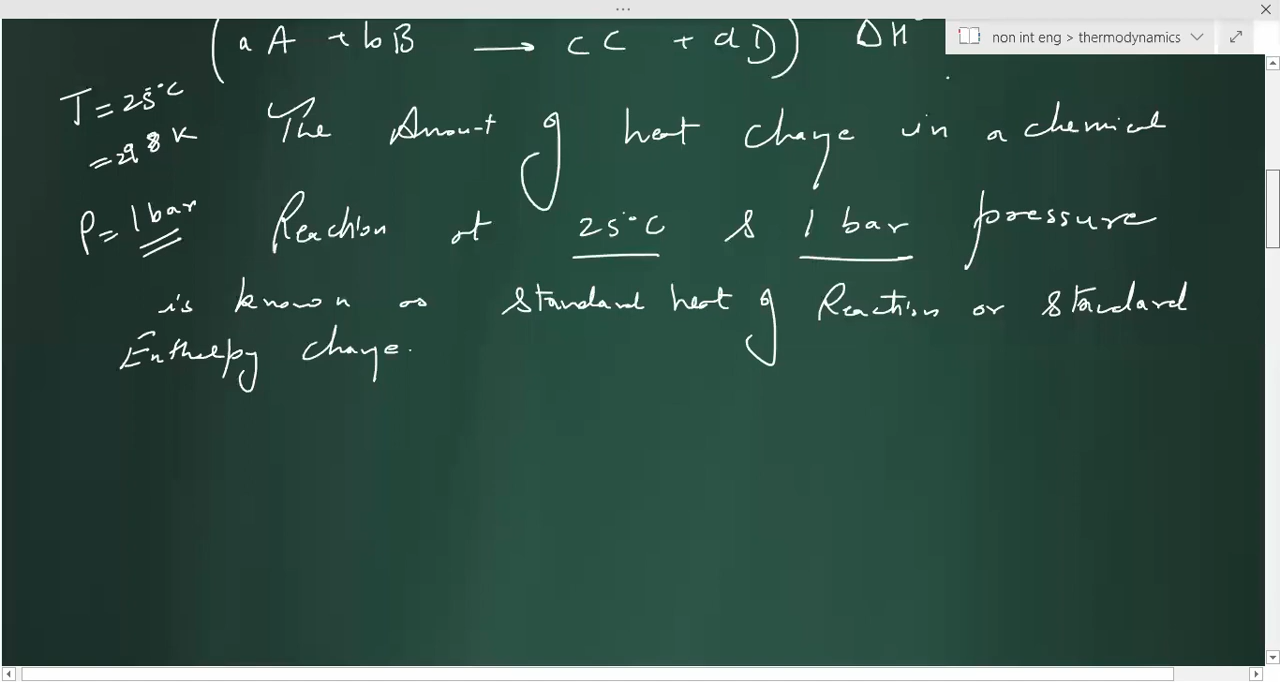 (aA + bB → cC + dD) ΔH°
non int eng > thermodynamics
T = 25°C
= 298 K
The Amount of heat change in a chemical
P = 1 bar
Reaction at 25°C & 1 bar pressure
is known as standard heat of Reaction or standard
Enthalpy change.